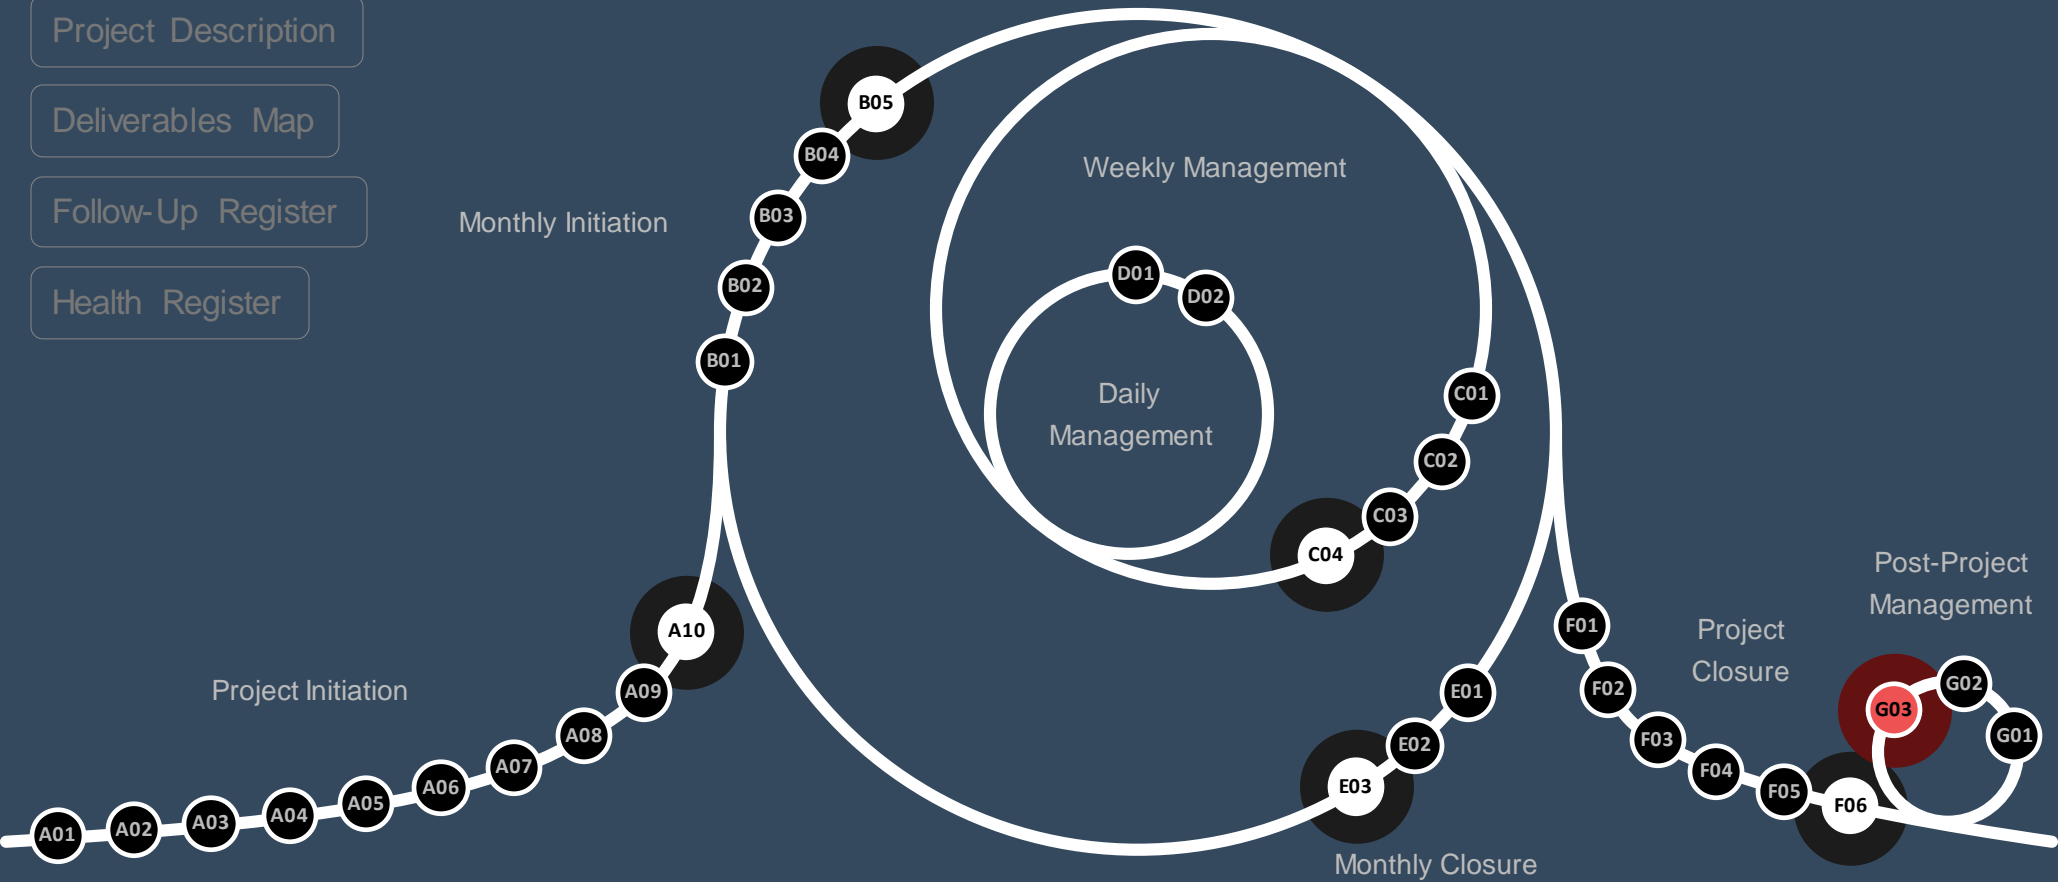 Project Description
Deliverables Map
Follow-Up Register
Health Register
Monthly Initiation
B05
B04
B03
B02
B01
Weekly Management
D01
D02
Daily
Management
C01
C02
C03
C04
Project Initiation
A01
A02
A03
A04
A05
A06
A07
A08
A09
A10
E01
E02
E03
Monthly Closure
Project
Closure
F01
F02
F03
F04
F05
F06
Post-Project
Management
G03
G02
G01